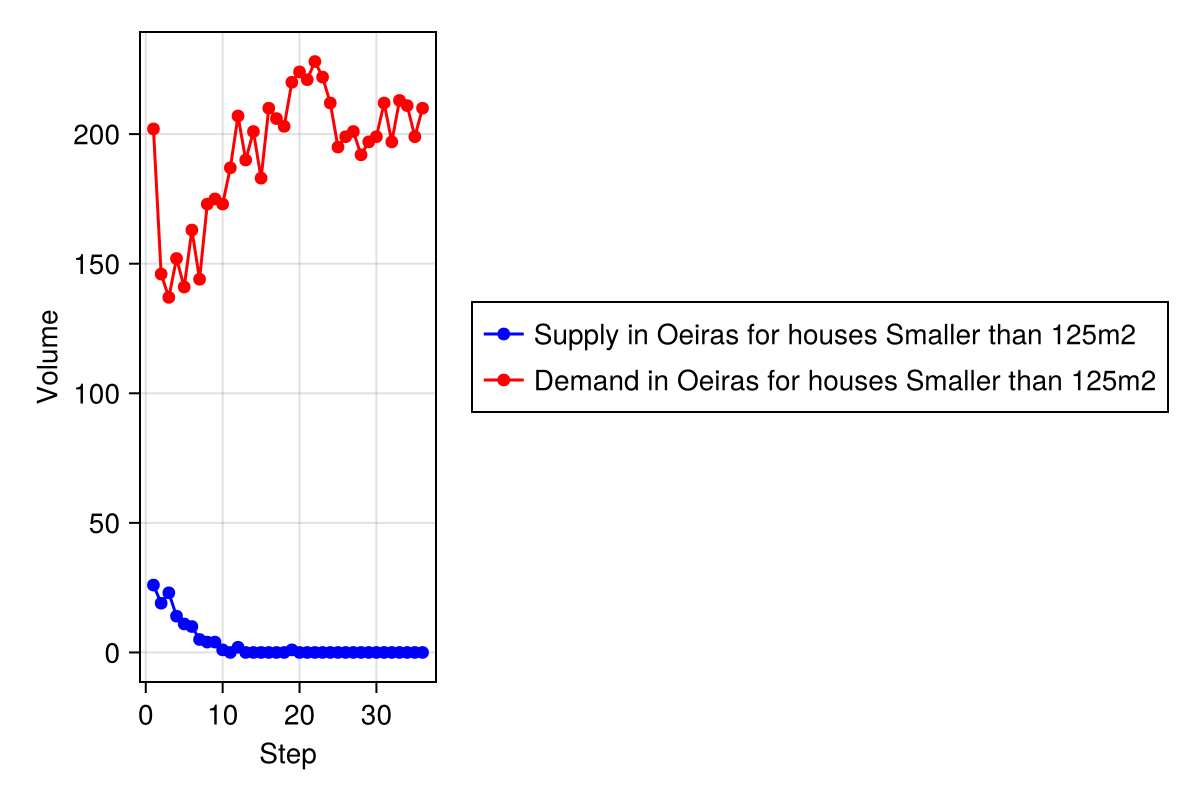 200
150
100
50
0
Volume
0 10 20 30
Step
Supply in Oeiras for houses Smaller than 125m2
Demand in Oeiras for houses Smaller than 125m2